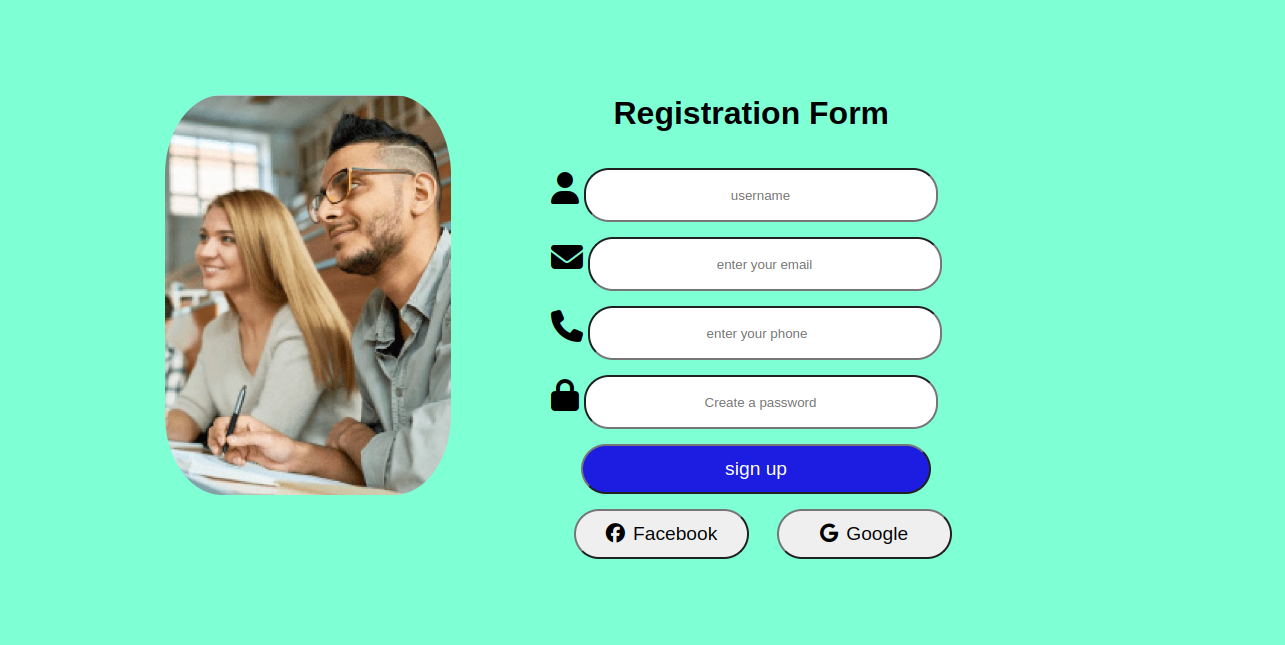 Registration Form
username
enter your email
enter your phone
Create a password
sign up
Facebook
Google